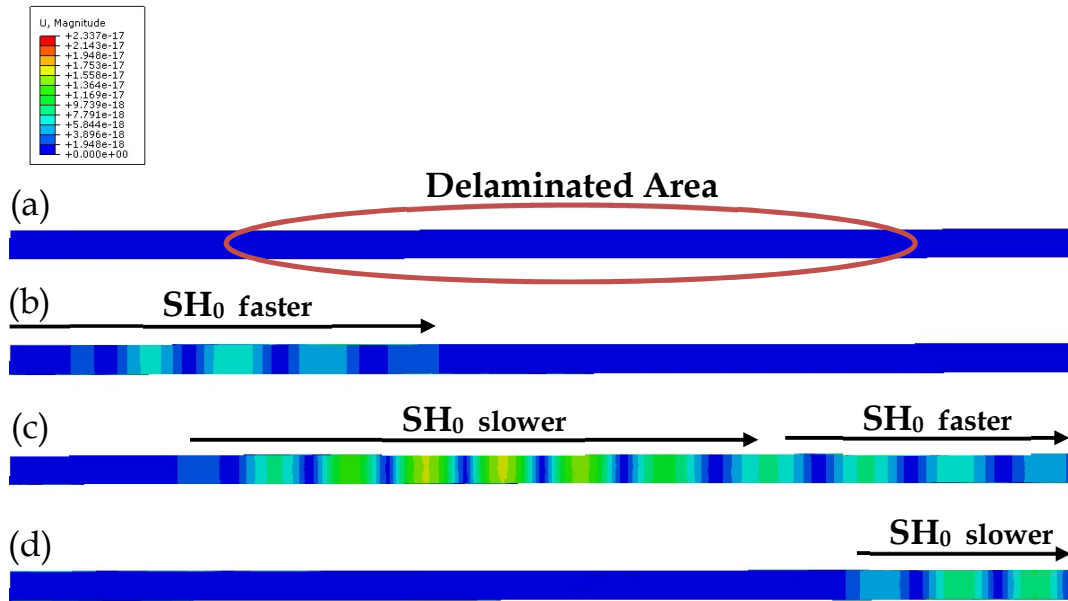 U, Magnitude
+2.337e-17
+2.143e-17
+1.948e-17
+1.753e-17
+1.558e-17
+1.364e-17
+1.169e-17
+9.739e-18
+7.791e-18
+5.844e-18
+3.896e-18
+1.948e-18
+0.000e+00
Delaminated Area
(a)
SH₀ faster
(b)
SH₀ slower
SH₀ faster
(c)
SH₀ slower
(d)